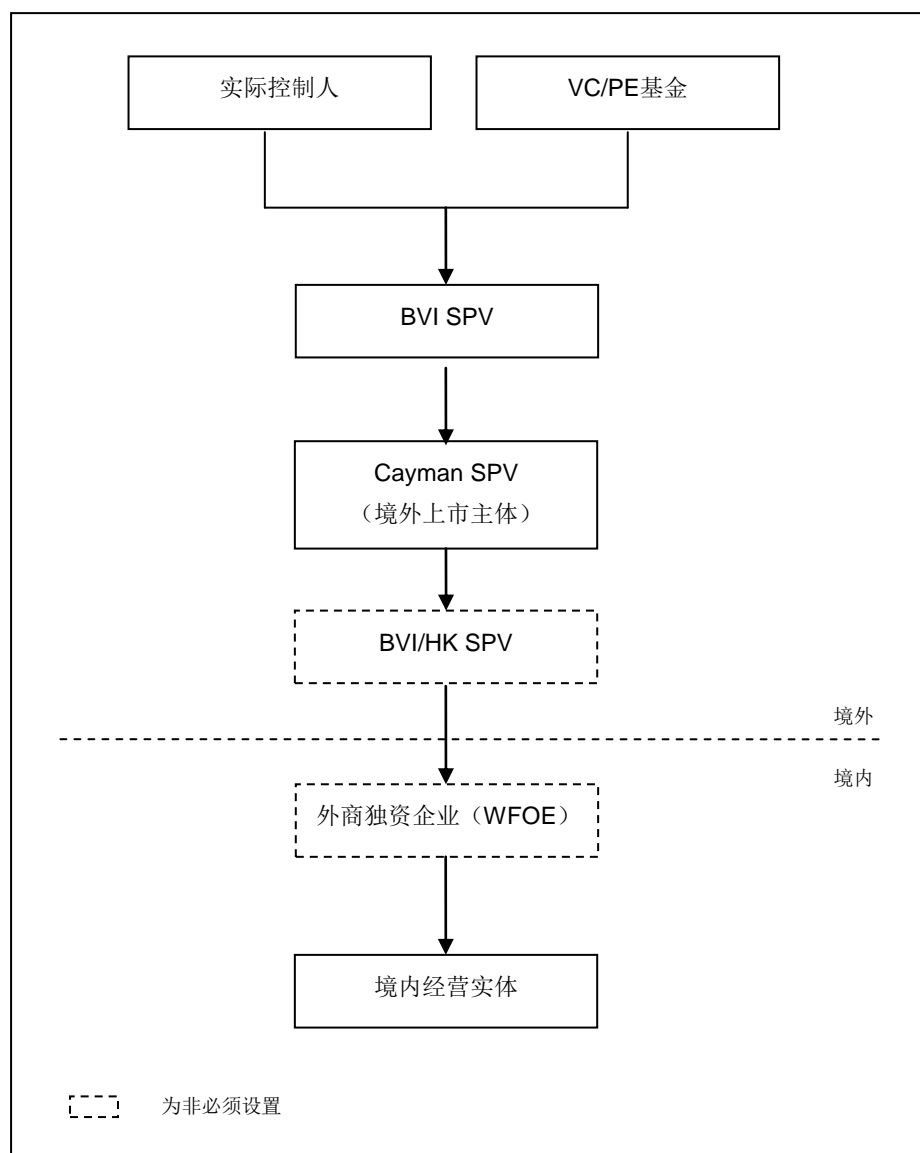 实际控制人
VC/PE基金
BVI SPV
Cayman SPV
（境外上市主体）
BVI/HK SPV
境外
境内
外商独资企业（WFOE）
境内经营实体
为非必须设置